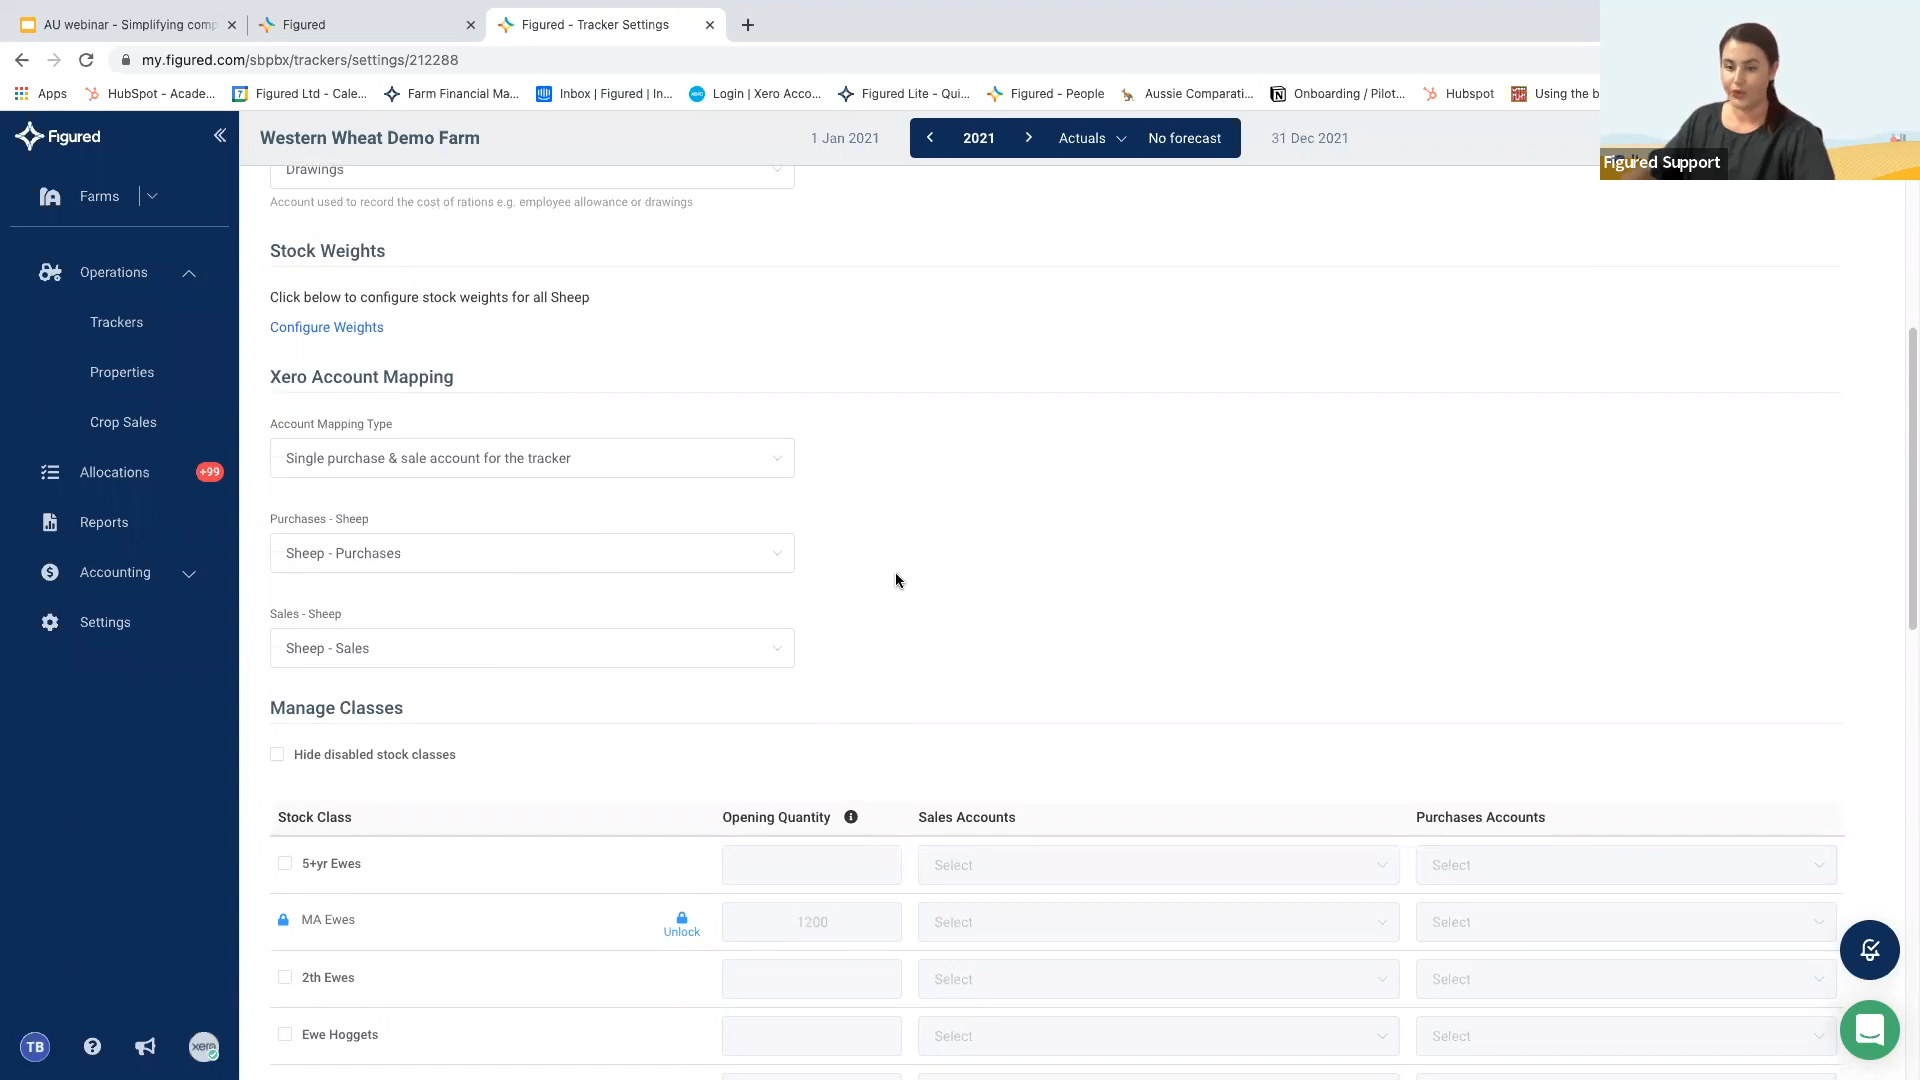 AU webinar - Simplifying comp
Figured
Figured - Tracker Settings
my.figured.com/sbpbx/trackers/settings/212288
Apps
HubSpot - Acade...
Figured Ltd - Cale...
Farm Financial Ma...
Inbox | Figured | In...
Login | Xero Acco...
Figured Lite - Qui...
Figured - People
Aussie Comparati...
Onboarding / Pilot...
Hubspot
Using the b
Figured Support
Figured
Western Wheat Demo Farm
1 Jan 2021
2021
Actuals
No forecast
31 Dec 2021
Farms
Operations
Trackers
Properties
Crop Sales
Allocations
+99
Reports
Accounting
Settings
TB
xero
Drawings
Account used to record the cost of rations e.g. employee allowance or drawings
Stock Weights
Click below to configure stock weights for all Sheep
Configure Weights
Xero Account Mapping
Account Mapping Type
Single purchase & sale account for the tracker
Purchases - Sheep
Sheep - Purchases
Sales - Sheep
Sheep - Sales
Manage Classes
Hide disabled stock classes
Stock Class Opening Quantity Sales Accounts Purchases Accounts
5+yr Ewes Select Select
MA Ewes Unlock 1200 Select Select
2th Ewes Select Select
Ewe Hoggets Select Select